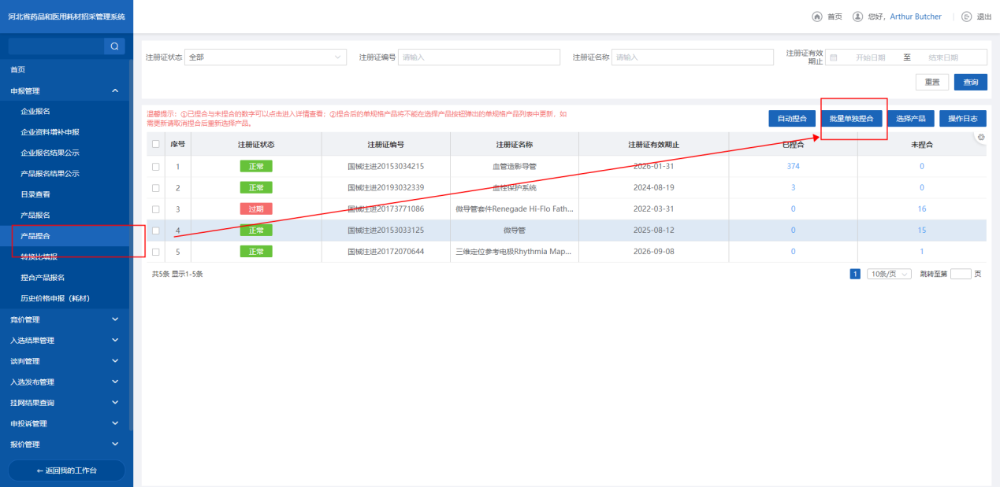 河北省药品和医用耗材招采管理系统
首页 您好, Arthur Butcher 退出
首页
申报管理
企业报名
企业资料增补申报
企业报名结果公示
产品报名结果公示
目录查看
产品报名
产品捏合
转换比填报
捏合产品报名
历史价格申报（耗材）
竞价管理
入选结果管理
谈判管理
入选发布管理
挂网结果查询
申投诉管理
报价管理
← 返回我的工作台
注册证状态 全部 注册证编号 请输入 注册证名称 请输入 注册证有效期止 开始日期 至 结束日期
重置 查询
温馨提示：①已捏合与未捏合的数字可以点击进入详情查看；②捏合后的单规格产品将不能在选择产品按钮弹出的单规格产品列表中更新，如
需更新请取消捏合后重新选择产品。
自动捏合 批量单独捏合 选择产品 操作日志
序号 注册证状态 注册证编号 注册证名称 注册证有效期止 已捏合 未捏合
1 正常 国械注进20153034215 血管造影导管 2026-01-31 374 0
2 正常 国械注进20193032339 血栓保护系统 2024-08-19 3 0
3 过期 国械注进20173771086 微导管套件Renegade Hi-Flo Fath... 2022-03-31 0 16
4 正常 国械注进20153033125 微导管 2025-08-12 0 15
5 正常 国械注进20172070644 三维定位参考电极Rhythmia Map... 2026-09-08 0 1
共5条 显示1-5条 1 10条/页 跳转至第 页